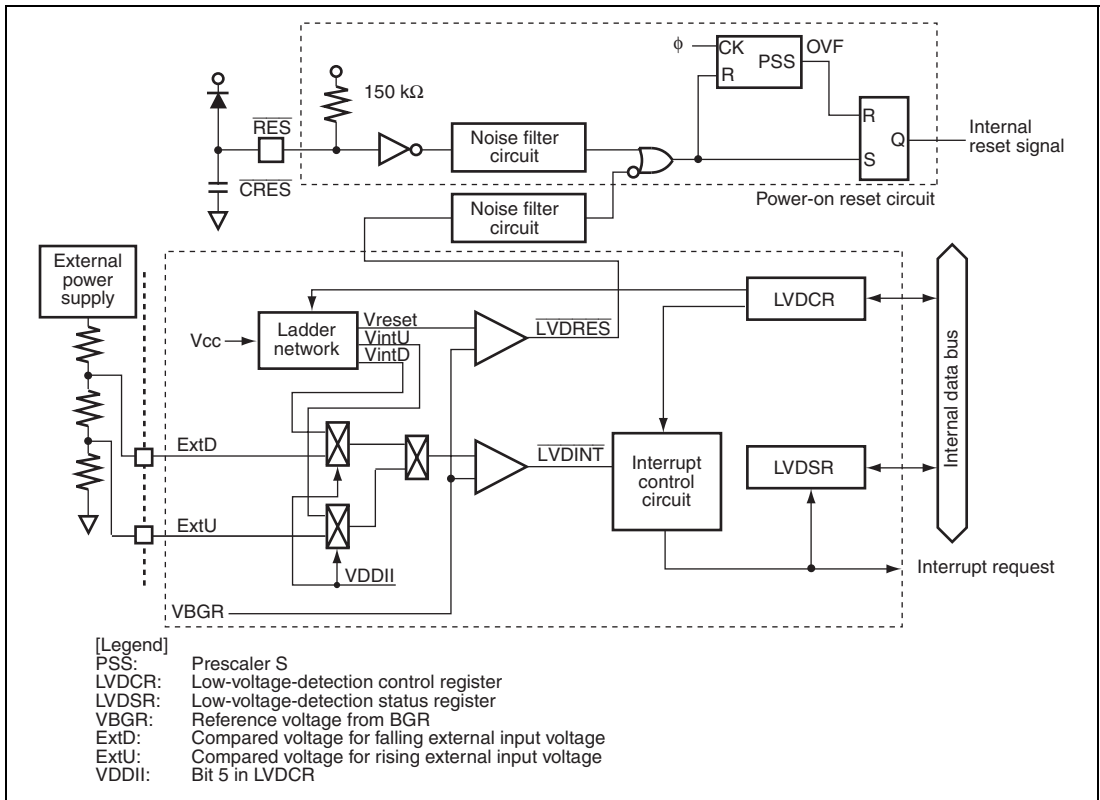 ϕ
CK
OVF
PSS
R
150 kΩ
RES
Noise filter
circuit
R
Q
S
Internal
reset signal
CRES
Power-on reset circuit
Noise filter
circuit
External
power
supply
LVDCR
Vcc
Ladder
network
Vreset
VintU
VintD
LVDRES
Internal data bus
ExtD
LVDINT
Interrupt
control
circuit
LVDSR
ExtU
VDDII
Interrupt request
VBGR
[Legend]
PSS: Prescaler S
LVDCR: Low-voltage-detection control register
LVDSR: Low-voltage-detection status register
VBGR: Reference voltage from BGR
ExtD: Compared voltage for falling external input voltage
ExtU: Compared voltage for rising external input voltage
VDDII: Bit 5 in LVDCR